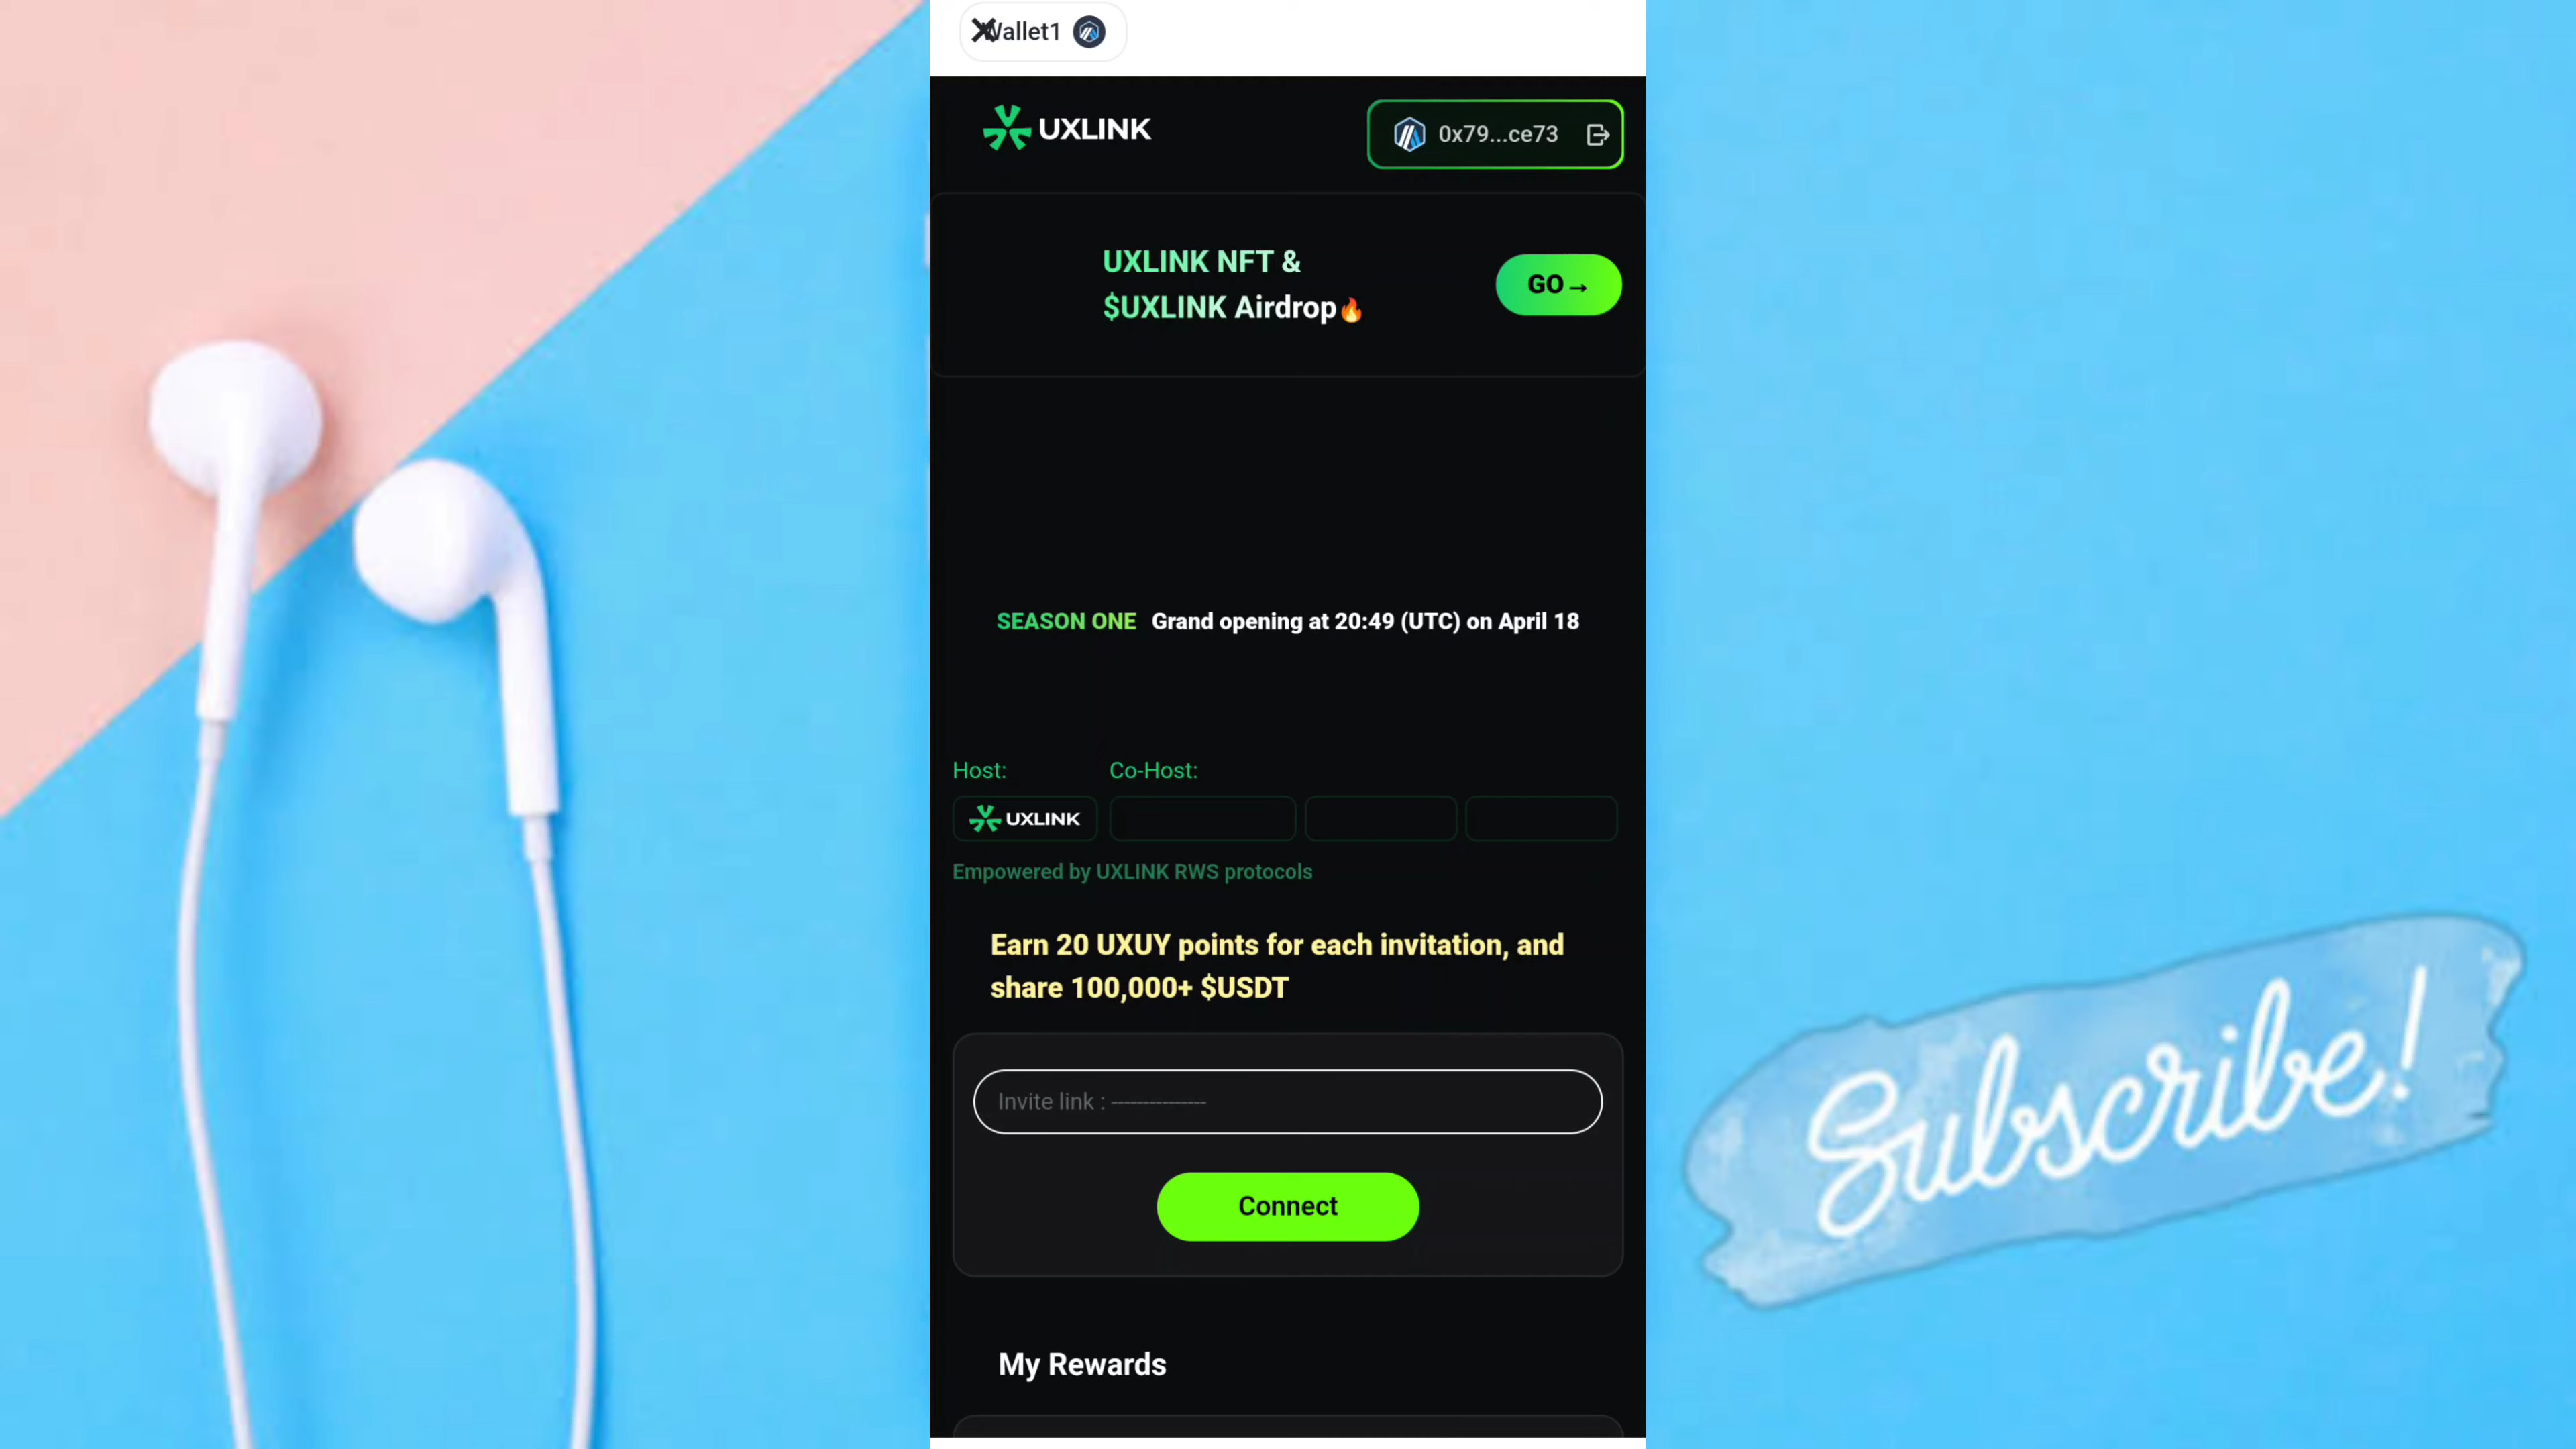 Wallet1
UXLINK
0x79...ce73
UXLINK NFT &
GO→
$UXLINK Airdrop🔥
SEASON ONE Grand opening at 20:49 (UTC) on April 18
Host: Co-Host:
UXLINK
Empowered by UXLINK RWS protocols
Earn 20 UXUY points for each invitation, and
share 100,000+ $USDT
Invite link : ---------------
Connect
My Rewards
Subscribe!